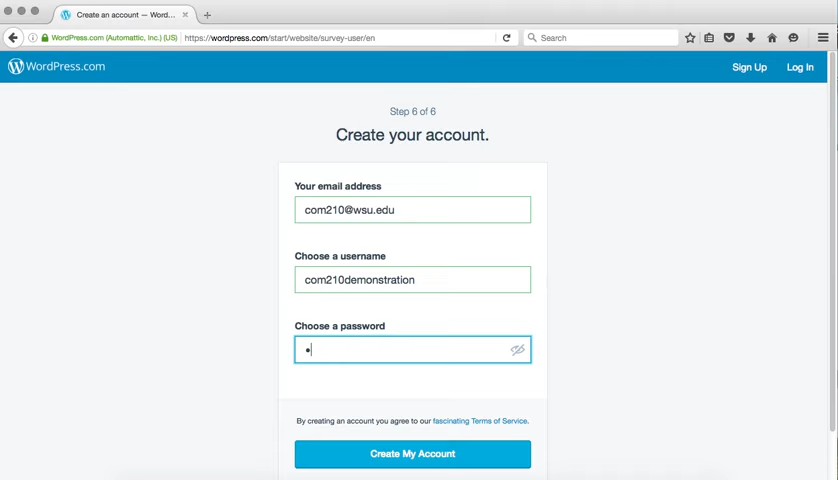 Create an account — Word...
WordPress.com (Automattic, Inc.) (US)
https://wordpress.com/start/website/survey-user/en
Search
WordPress.com
Sign Up
Log In
Step 6 of 6
Create your account.
Your email address
com210@wsu.edu
Choose a username
com210demonstration
Choose a password
By creating an account you agree to our fascinating Terms of Service.
Create My Account